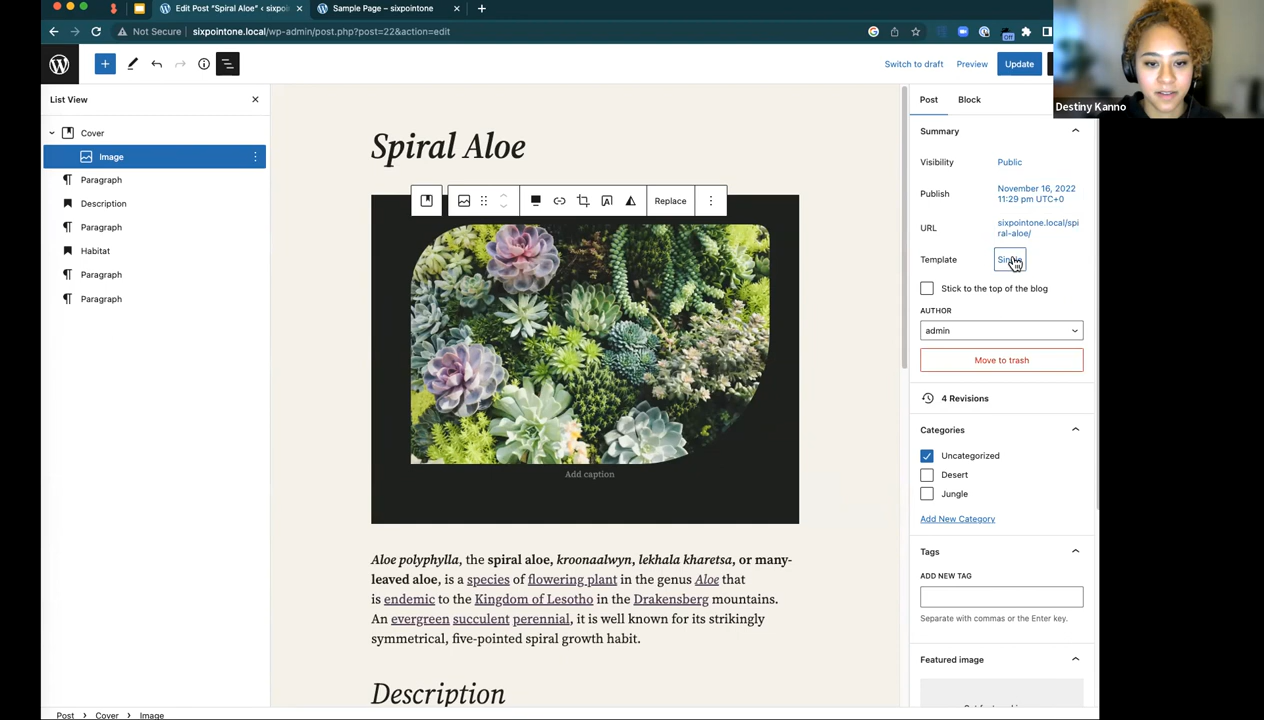 Edit Post "Spiral Aloe" ‹ sixpoi
Sample Page – sixpointone
Not Secure
sixpointone.local/wp-admin/post.php?post=22&action=edit
Off
Switch to draft
Preview
Update
Destiny Kanno
List View
Cover
Image
Paragraph
Description
Paragraph
Habitat
Paragraph
Paragraph
Spiral Aloe
Replace
Add caption
Aloe polyphylla, the spiral aloe, kroonaalwyn, lekhala kharetsa, or many-
leaved aloe, is a species of flowering plant in the genus Aloe that
is endemic to the Kingdom of Lesotho in the Drakensberg mountains.
An evergreen succulent perennial, it is well known for its strikingly
symmetrical, five-pointed spiral growth habit.
Description
Post
Block
Summary
Visibility
Public
Publish
November 16, 2022
11:29 pm UTC+0
URL
sixpointone.local/spi
ral-aloe/
Template
Stick to the top of the blog
AUTHOR
admin
Move to trash
4 Revisions
Categories
Uncategorized
Desert
Jungle
Add New Category
Tags
ADD NEW TAG
Separate with commas or the Enter key.
Featured image
Post
Cover
Image